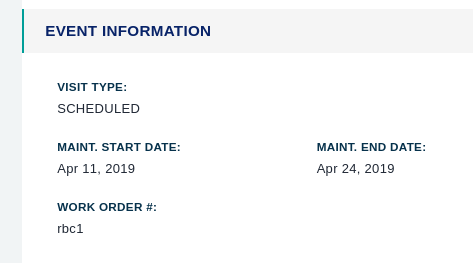 EVENT INFORMATION
VISIT TYPE:
SCHEDULED
MAINT. START DATE: MAINT. END DATE:
Apr 11, 2019 Apr 24, 2019
WORK ORDER #:
rbc1